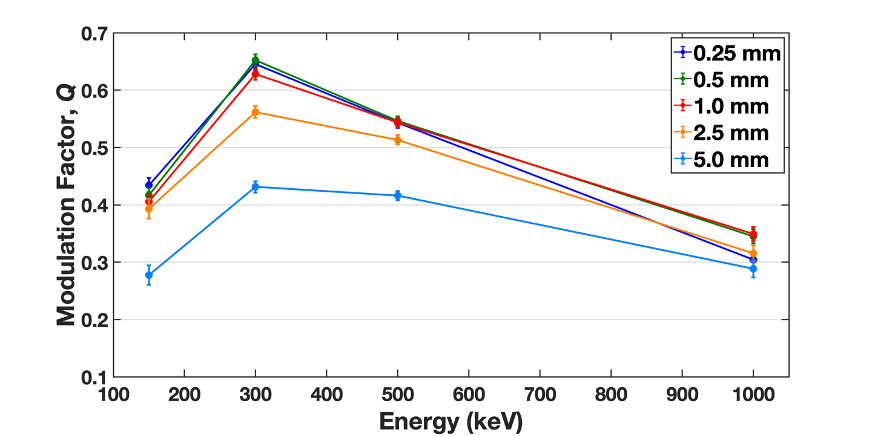 0.7
0.6
0.5
0.4
0.3
0.2
0.1
Modulation Factor, Q
100 200 300 400 500 600 700 800 900 1000
Energy (keV)
0.25 mm
0.5 mm
1.0 mm
2.5 mm
5.0 mm